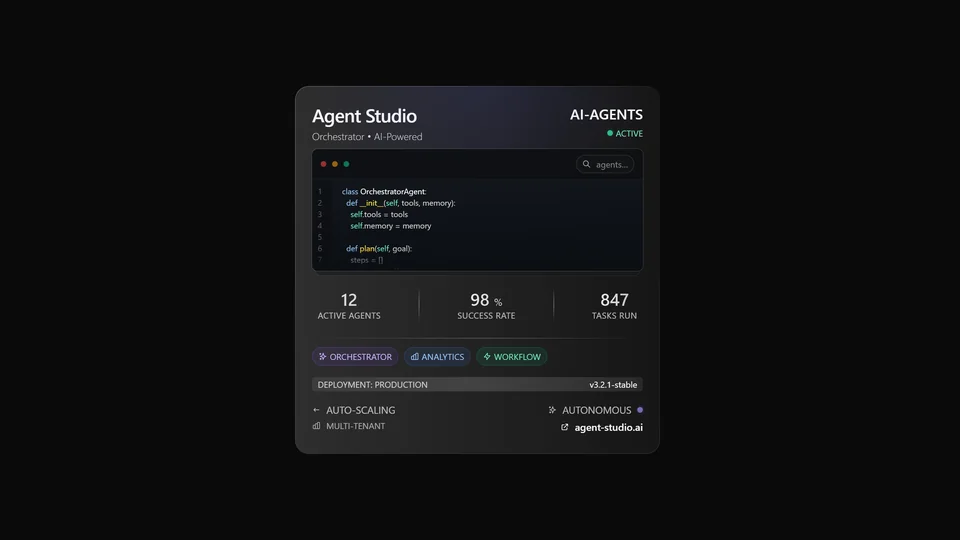 Agent Studio
AI-AGENTS
Orchestrator • AI-Powered
ACTIVE
agents...
1 class OrchestratorAgent:
2 def __init__(self, tools, memory):
3 self.tools = tools
4 self.memory = memory
5
6 def plan(self, goal):
7 steps = []
12
ACTIVE AGENTS
98 %
SUCCESS RATE
847
TASKS RUN
ORCHESTRATOR
ANALYTICS
WORKFLOW
DEPLOYMENT: PRODUCTION
v3.2.1-stable
AUTO-SCALING
AUTONOMOUS
MULTI-TENANT
agent-studio.ai